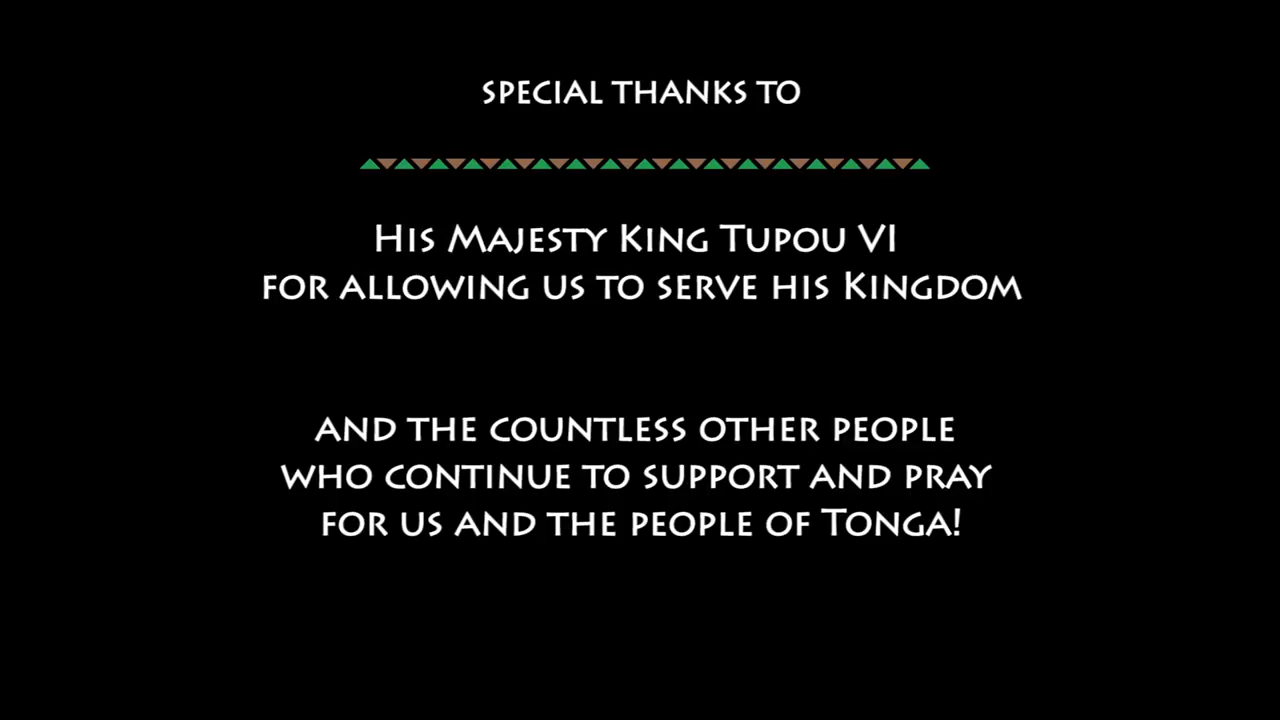 SPECIAL THANKS TO
HIS MAJESTY KING TUPOU VI
FOR ALLOWING US TO SERVE HIS KINGDOM
AND THE COUNTLESS OTHER PEOPLE
WHO CONTINUE TO SUPPORT AND PRAY
FOR US AND THE PEOPLE OF TONGA!